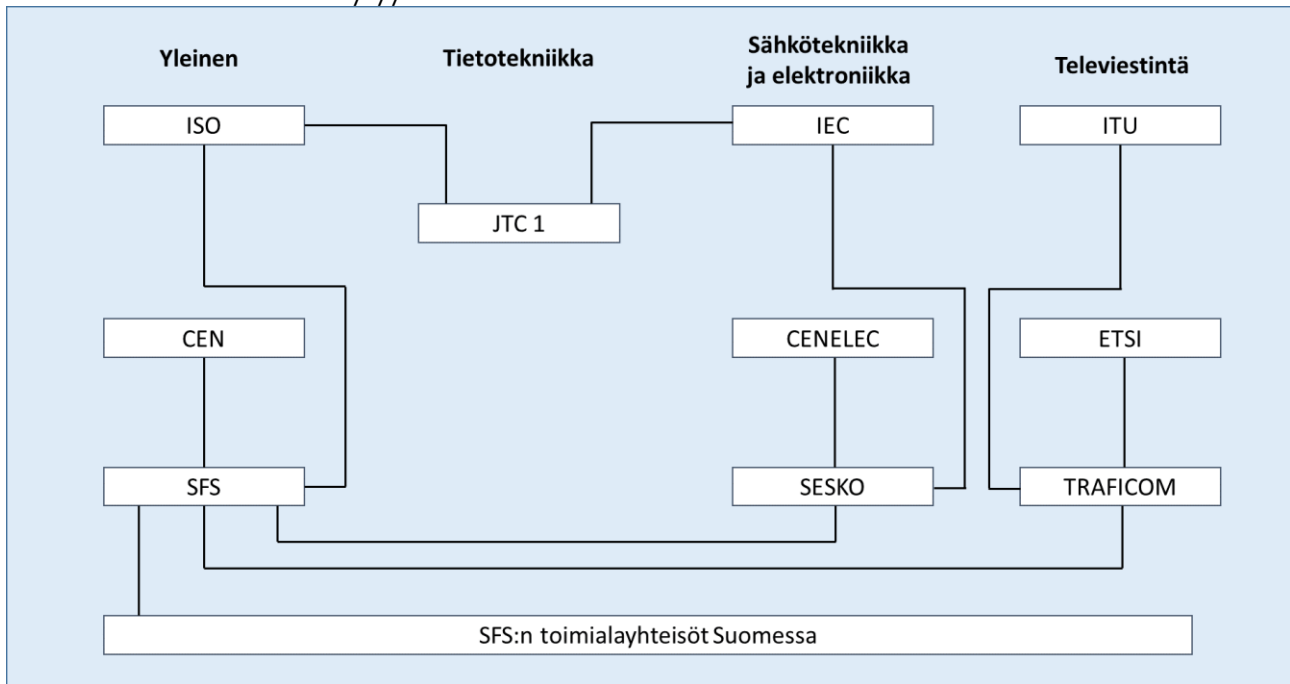 Yleinen
Tietotekniikka
Sähkötekniikka
ja elektroniikka
Televiestintä
ISO
IEC
ITU
JTC 1
CEN
CENELEC
ETSI
SFS
SESKO
TRAFICOM
SFS:n toimialayhteisöt Suomessa